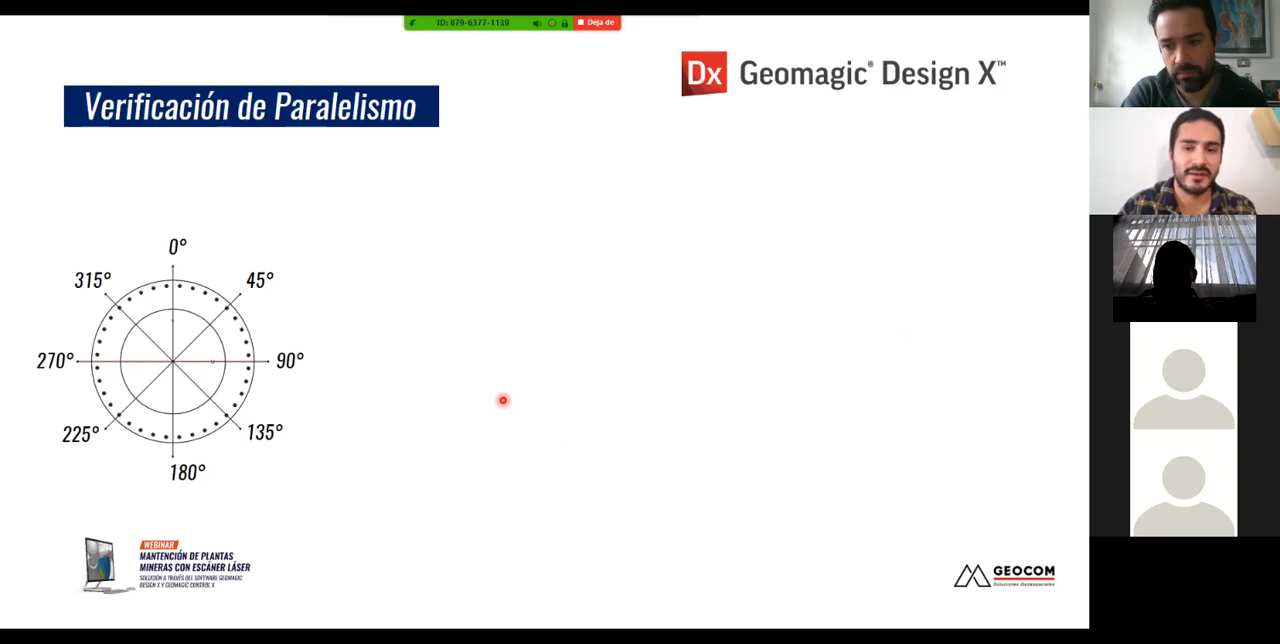 ID: 879-6377-1139
Deja de
Dx Geomagic® Design X™
Verificación de Paralelismo
0°
315°
45°
270°
90°
225°
135°
180°
WEBINAR
MANTENCIÓN DE PLANTAS
MINERAS CON ESCÁNER LÁSER
SOLUCIÓN A TRAVÉS DEL SOFTWARE GEOMAGIC
DESIGN X Y GEOMAGIC CONTROL X
GEOCOM
Soluciones Geoespaciales